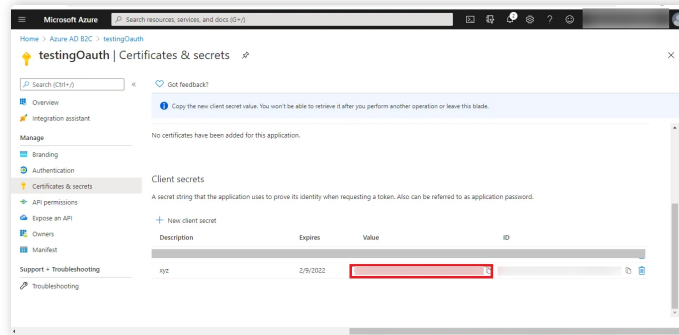 Microsoft Azure
Search resources, services, and docs (G+/)
Home > Azure AD B2C > testingOauth
testingOauth | Certificates & secrets
Search (Ctrl+/)
Got feedback?
Overview
Copy the new client secret value. You won't be able to retrieve it after you perform another operation or leave this blade.
Integration assistant
Manage
No certificates have been added for this application.
Branding
Authentication
Client secrets
Certificates & secrets
A secret string that the application uses to prove its identity when requesting a token. Also can be referred to as application password.
API permissions
Expose an API
New client secret
Owners
Description Expires Value ID
Manifest
Support + Troubleshooting
xyz 2/9/2022
Troubleshooting